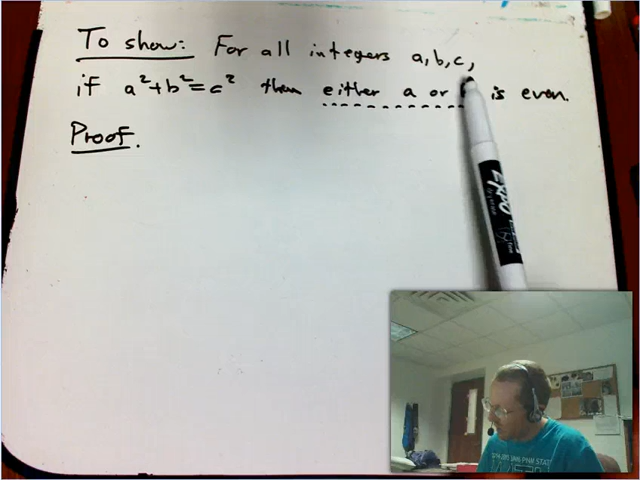 To show: For all integers a, b, c,
if a²+b²=c² then either a or is even.
Proof.
EXPO